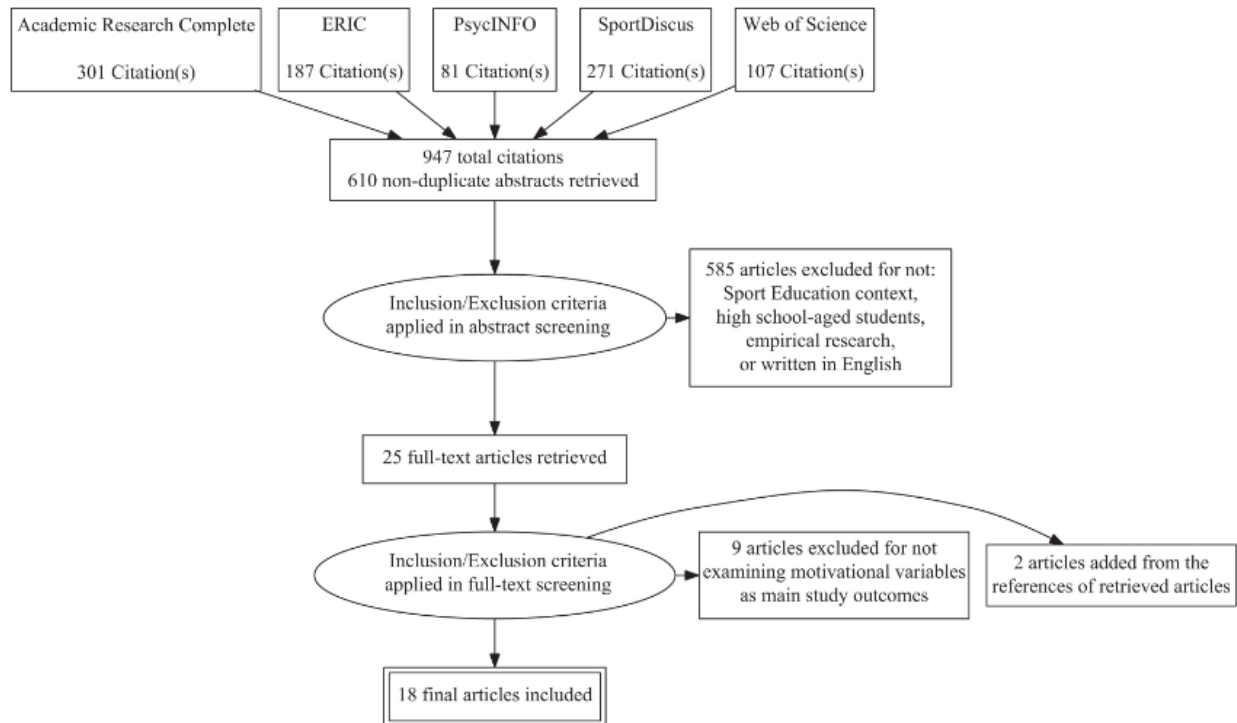 Academic Research Complete
301 Citation(s)
ERIC
187 Citation(s)
PsycINFO
81 Citation(s)
SportDiscus
271 Citation(s)
Web of Science
107 Citation(s)
947 total citations
610 non-duplicate abstracts retrieved
Inclusion/Exclusion criteria
applied in abstract screening
585 articles excluded for not:
Sport Education context,
high school-aged students,
empirical research,
or written in English
25 full-text articles retrieved
Inclusion/Exclusion criteria
applied in full-text screening
9 articles excluded for not
examining motivational variables
as main study outcomes
2 articles added from the
references of retrieved articles
18 final articles included